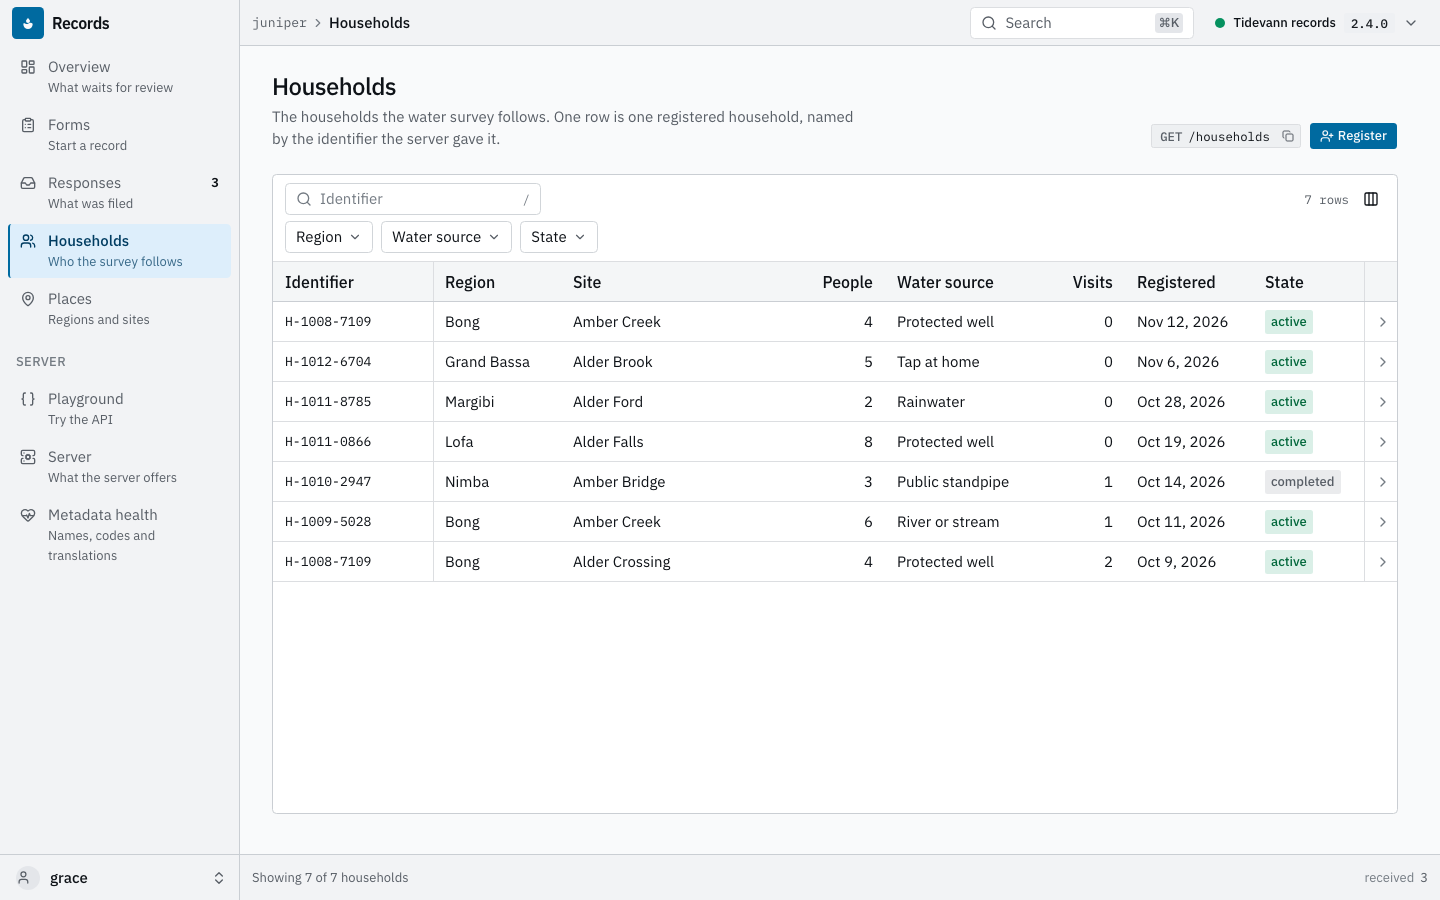 Records
Overview
What waits for review
Forms
Start a record
Responses 3
What was filed
Households
Who the survey follows
Places
Regions and sites
SERVER
Playground
Try the API
Server
What the server offers
Metadata health
Names, codes and
translations
grace
juniper > Households
Search ⌘K
Tidevann records 2.4.0
Households
The households the water survey follows. One row is one registered household, named
by the identifier the server gave it.
GET /households
Register
Identifier /
7 rows
Region Water source State
Identifier Region Site People Water source Visits Registered State
H-1008-7109 Bong Amber Creek 4 Protected well 0 Nov 12, 2026 active
H-1012-6704 Grand Bassa Alder Brook 5 Tap at home 0 Nov 6, 2026 active
H-1011-8785 Margibi Alder Ford 2 Rainwater 0 Oct 28, 2026 active
H-1011-0866 Lofa Alder Falls 8 Protected well 0 Oct 19, 2026 active
H-1010-2947 Nimba Amber Bridge 3 Public standpipe 1 Oct 14, 2026 completed
H-1009-5028 Bong Amber Creek 6 River or stream 1 Oct 11, 2026 active
H-1008-7109 Bong Alder Crossing 4 Protected well 2 Oct 9, 2026 active
Showing 7 of 7 households
received 3